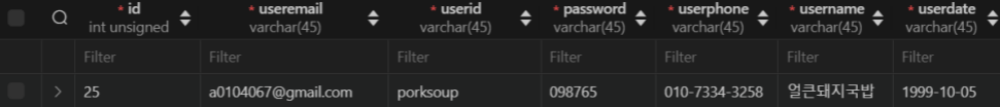 * id * useremail * userid * password * userphone * username * userdate
int unsigned varchar(45) varchar(45) varchar(45) varchar(45) varchar(45) varchar(45)
Filter Filter Filter Filter Filter Filter Filter
25 a0104067@gmail.com porksoup 098765 010-7334-3258 얼큰돼지국밥 1999-10-05